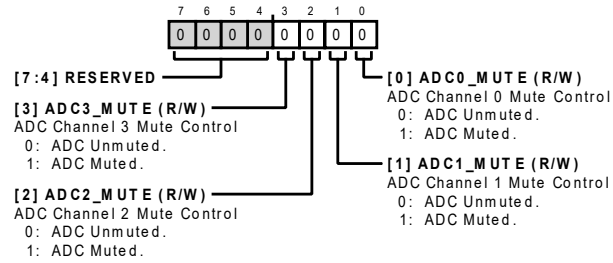 7 6 5 4 3 2 1 0
0 0 0 0 0 0 0 0
[7:4] RESERVED
[3] ADC3_MUTE (R/W)
ADC Channel 3 Mute Control
0: ADC Unmuted.
1: ADC Muted.
[2] ADC2_MUTE (R/W)
ADC Channel 2 Mute Control
0: ADC Unmuted.
1: ADC Muted.
[0] ADC0_MUTE (R/W)
ADC Channel 0 Mute Control
0: ADC Unmuted.
1: ADC Muted.
[1] ADC1_MUTE (R/W)
ADC Channel 1 Mute Control
0: ADC Unmuted.
1: ADC Muted.